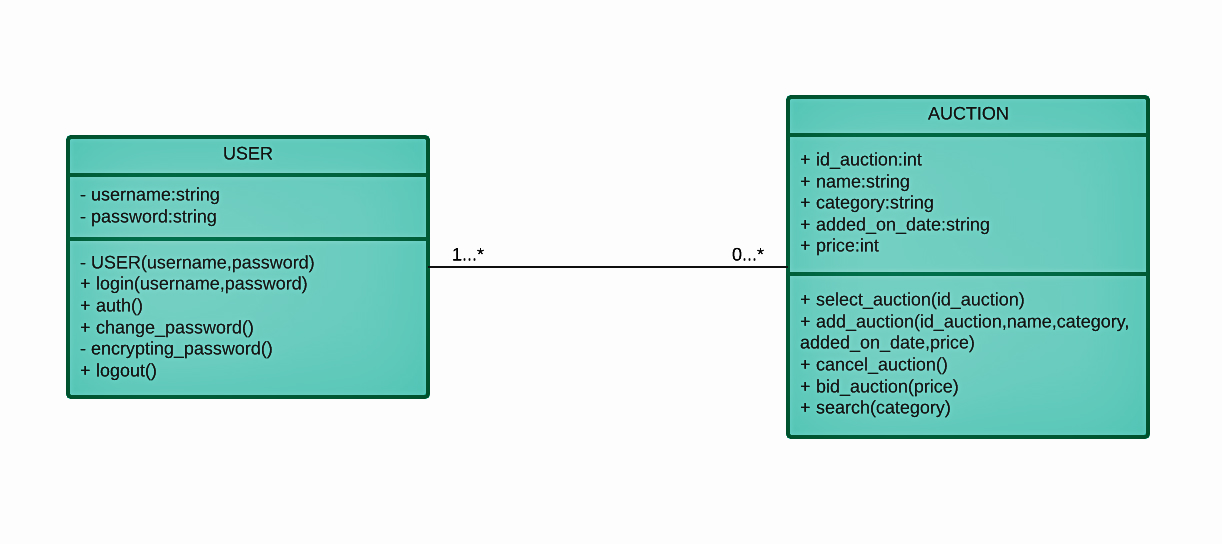 USER
- username:string
- password:string
- USER(username,password)
+ login(username,password)
+ auth()
+ change_password()
- encrypting_password()
+ logout()
1...*
0...*
AUCTION
+ id_auction:int
+ name:string
+ category:string
+ added_on_date:string
+ price:int
+ select_auction(id_auction)
+ add_auction(id_auction,name,category,
added_on_date,price)
+ cancel_auction()
+ bid_auction(price)
+ search(category)